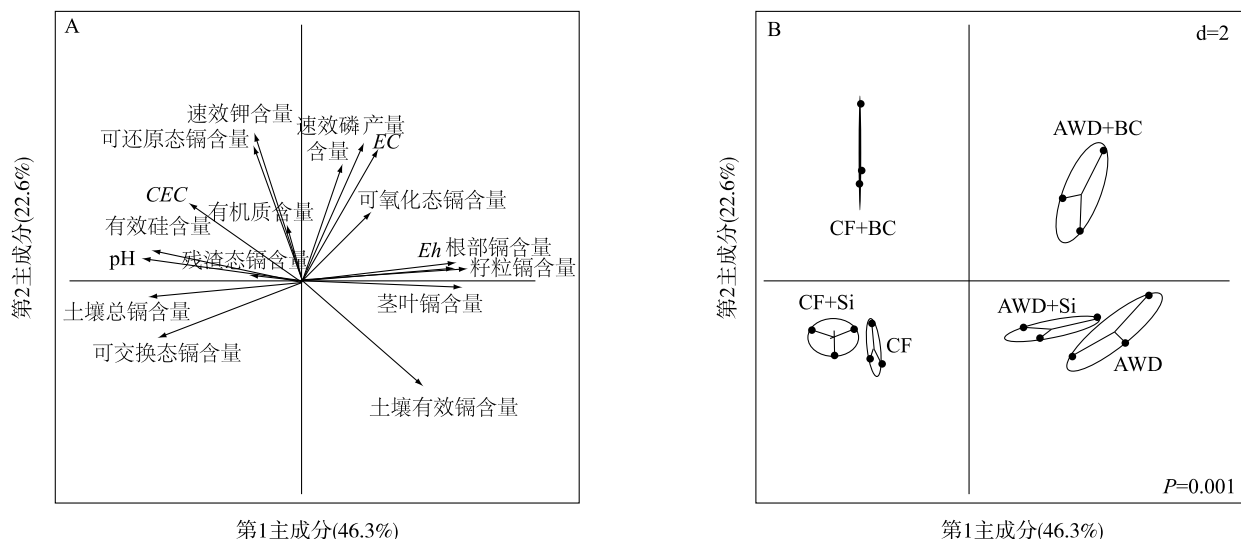 A
速效钾含量
速效磷
产量
可还原态镉含量
含量
EC
CEC
有机质含量
可氧化态镉含量
有效硅含量
Eh
根部镉含量
pH
残渣态镉含量
籽粒镉含量
土壤总镉含量
茎叶镉含量
可交换态镉含量
土壤有效镉含量
第2主成分(22.6%)
第1主成分(46.3%)
B
d=2
AWD+BC
CF+BC
CF+Si
AWD+Si
CF
AWD
P=0.001
第2主成分(22.6%)
第1主成分(46.3%)